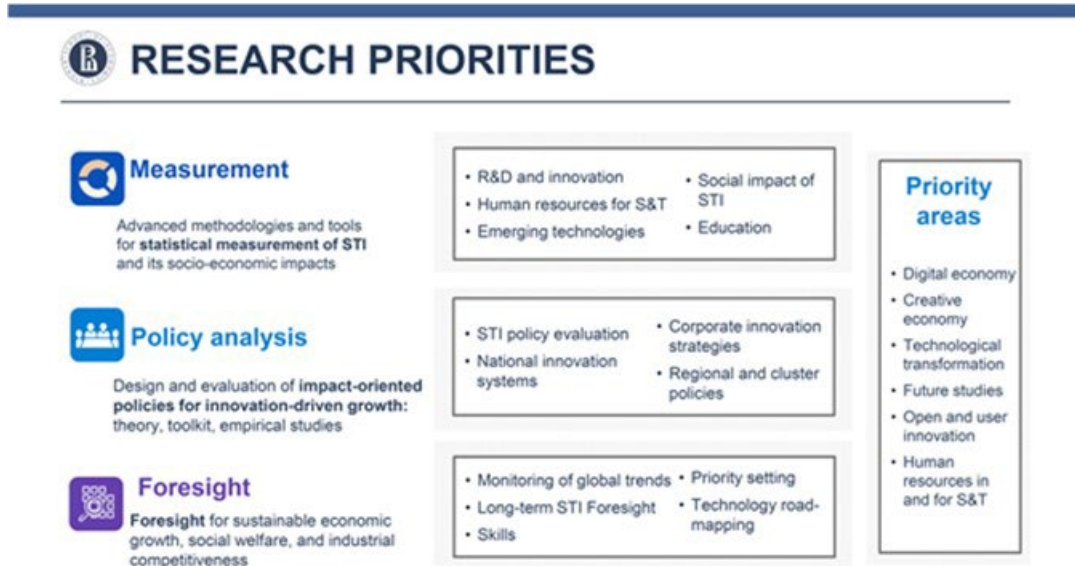 RESEARCH PRIORITIES
Measurement
Advanced methodologies and tools
for statistical measurement of STI
and its socio-economic impacts
• R&D and innovation
• Human resources for S&T
• Emerging technologies
• Social impact of
STI
• Education
Policy analysis
Design and evaluation of impact-oriented
policies for innovation-driven growth:
theory, toolkit, empirical studies
• STI policy evaluation
• National innovation
systems
• Corporate innovation
strategies
• Regional and cluster
policies
Foresight
Foresight for sustainable economic
growth, social welfare, and industrial
competitiveness
• Monitoring of global trends
• Long-term STI Foresight
• Skills
• Priority setting
• Technology road-
mapping
Priority
areas
• Digital economy
• Creative
economy
• Technological
transformation
• Future studies
• Open and user
innovation
• Human
resources in
and for S&T